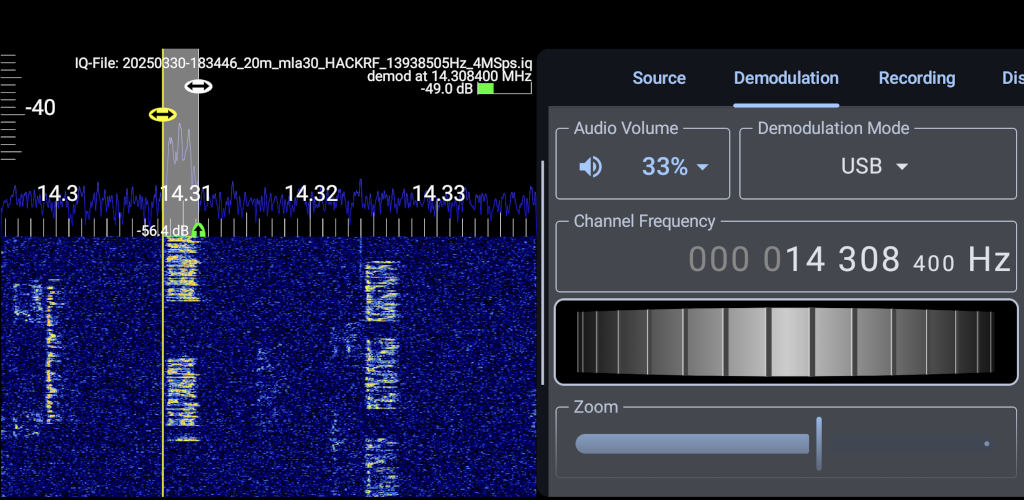 IQ-File: 20250330-183446_20m_mla30_HACKRF_13938505Hz_4MSps.iq
demod at 14.308400 MHz
-49.0 dB
-40
14.3 14.31 14.32 14.33
-56.4 dB
Source Demodulation Recording Dis
Audio Volume
33%
Demodulation Mode
USB
Channel Frequency
000 014 308 400 Hz
Zoom